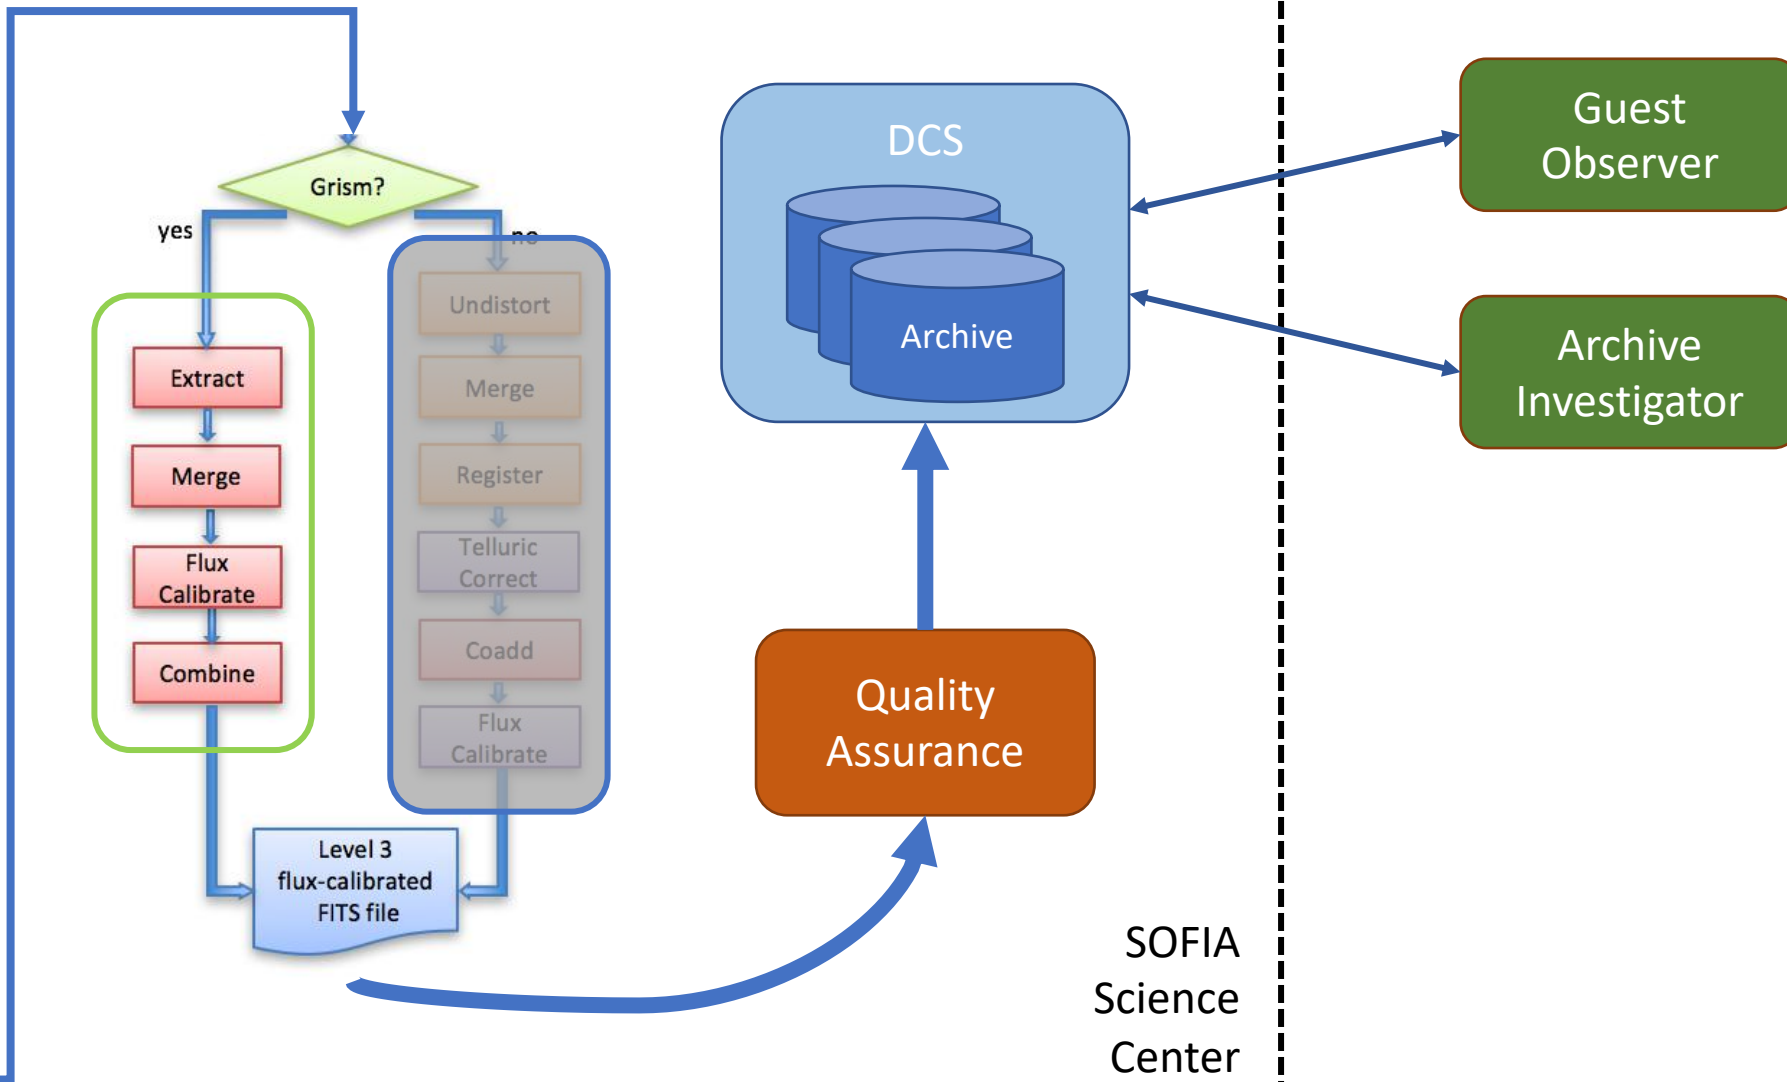 Grism?
yes
no
Extract
Merge
Flux
Calibrate
Combine
Undistort
Merge
Register
Telluric
Correct
Coadd
Flux
Calibrate
Level 3
flux-calibrated
FITS file
DCS
Archive
Quality
Assurance
SOFIA
Science
Center
Guest
Observer
Archive
Investigator